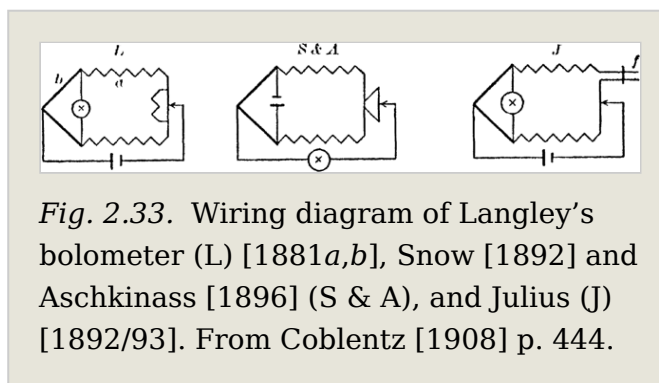 L S & A J
b a f
Fig. 2.33. Wiring diagram of Langley’s
bolometer (L) [1881a,b], Snow [1892] and
Aschkinass [1896] (S & A), and Julius (J)
[1892/93]. From Coblentz [1908] p. 444.